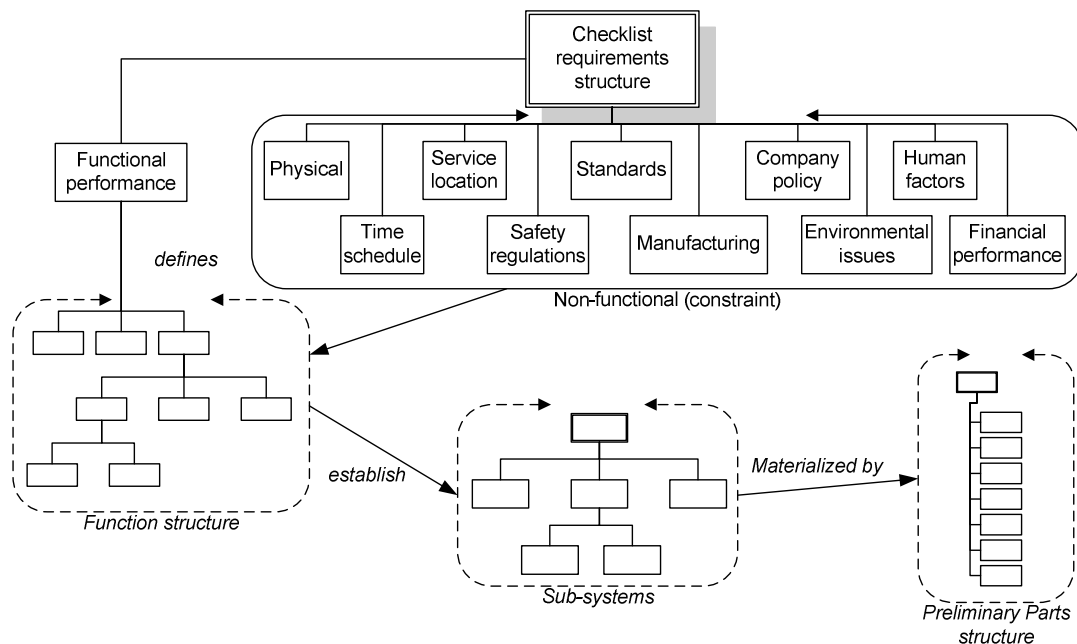 Checklist
requirements
structure
Functional
performance
Physical
Service
location
Standards
Company
policy
Human
factors
Time
schedule
Safety
regulations
Manufacturing
Environmental
issues
Financial
performance
Non-functional (constraint)
defines
Function structure
establish
Sub-systems
Materialized by
Preliminary Parts
structure